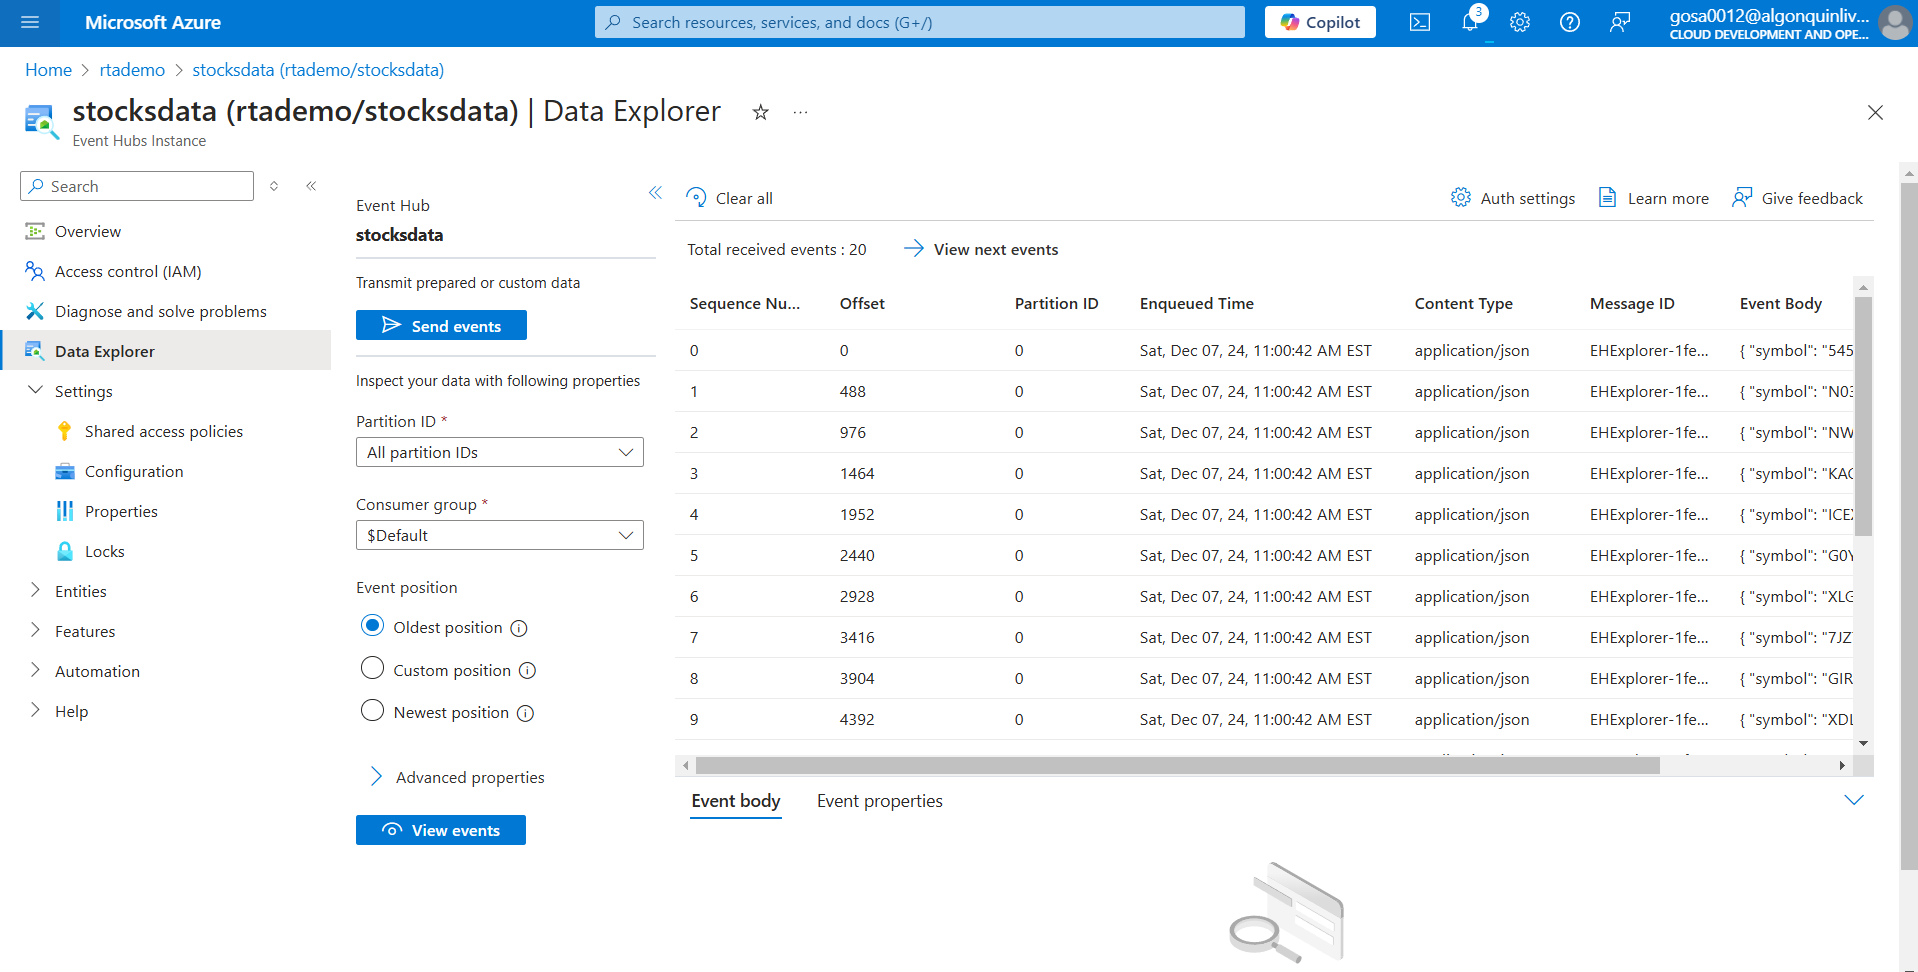 Microsoft Azure
Search resources, services, and docs (G+/)
Copilot
3
gosa0012@algonquinliv...
CLOUD DEVELOPMENT AND OPE...
Home > rtademo > stocksdata (rtademo/stocksdata)
stocksdata (rtademo/stocksdata) | Data Explorer
Event Hubs Instance
Search
Overview
Access control (IAM)
Diagnose and solve problems
Data Explorer
Settings
Shared access policies
Configuration
Properties
Locks
Entities
Features
Automation
Help
Event Hub
stocksdata
Transmit prepared or custom data
Send events
Inspect your data with following properties
Partition ID *
All partition IDs
Consumer group *
$Default
Event position
Oldest position
Custom position
Newest position
Advanced properties
View events
Clear all
Auth settings
Learn more
Give feedback
Total received events : 20
View next events
Sequence Nu... Offset Partition ID Enqueued Time Content Type Message ID Event Body
0 0 0 Sat, Dec 07, 24, 11:00:42 AM EST application/json EHExplorer-1fe... { "symbol": "545
1 488 0 Sat, Dec 07, 24, 11:00:42 AM EST application/json EHExplorer-1fe... { "symbol": "N03
2 976 0 Sat, Dec 07, 24, 11:00:42 AM EST application/json EHExplorer-1fe... { "symbol": "NW
3 1464 0 Sat, Dec 07, 24, 11:00:42 AM EST application/json EHExplorer-1fe... { "symbol": "KAC
4 1952 0 Sat, Dec 07, 24, 11:00:42 AM EST application/json EHExplorer-1fe... { "symbol": "ICEX
5 2440 0 Sat, Dec 07, 24, 11:00:42 AM EST application/json EHExplorer-1fe... { "symbol": "G0Y
6 2928 0 Sat, Dec 07, 24, 11:00:42 AM EST application/json EHExplorer-1fe... { "symbol": "XLG
7 3416 0 Sat, Dec 07, 24, 11:00:42 AM EST application/json EHExplorer-1fe... { "symbol": "7JZ
8 3904 0 Sat, Dec 07, 24, 11:00:42 AM EST application/json EHExplorer-1fe... { "symbol": "GIR
9 4392 0 Sat, Dec 07, 24, 11:00:42 AM EST application/json EHExplorer-1fe... { "symbol": "XDL
Event body
Event properties